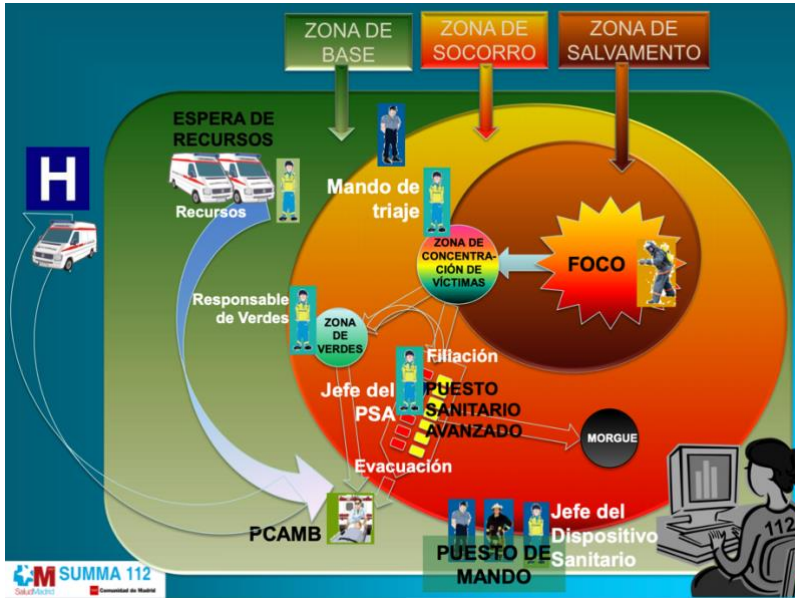 ZONA DE
BASE
ZONA DE
SOCORRO
ZONA DE
SALVAMENTO
ESPERA DE
RECURSOS
Recursos
H
Mando de
triaje
ZONA DE
CONCENTRA-
CIÓN DE
VÍCTIMAS
FOCO
Responsable
de Verdes
ZONA
DE
VERDES
Filiación
Jefe del
PSA
PUESTO
SANITARIO
AVANZADO
MORGUE
Evacuación
PCAMB
Jefe del
Dispositivo
Sanitario
PUESTO DE
MANDO
112
M
SaludMadrid
SUMMA 112
Comunidad de Madrid